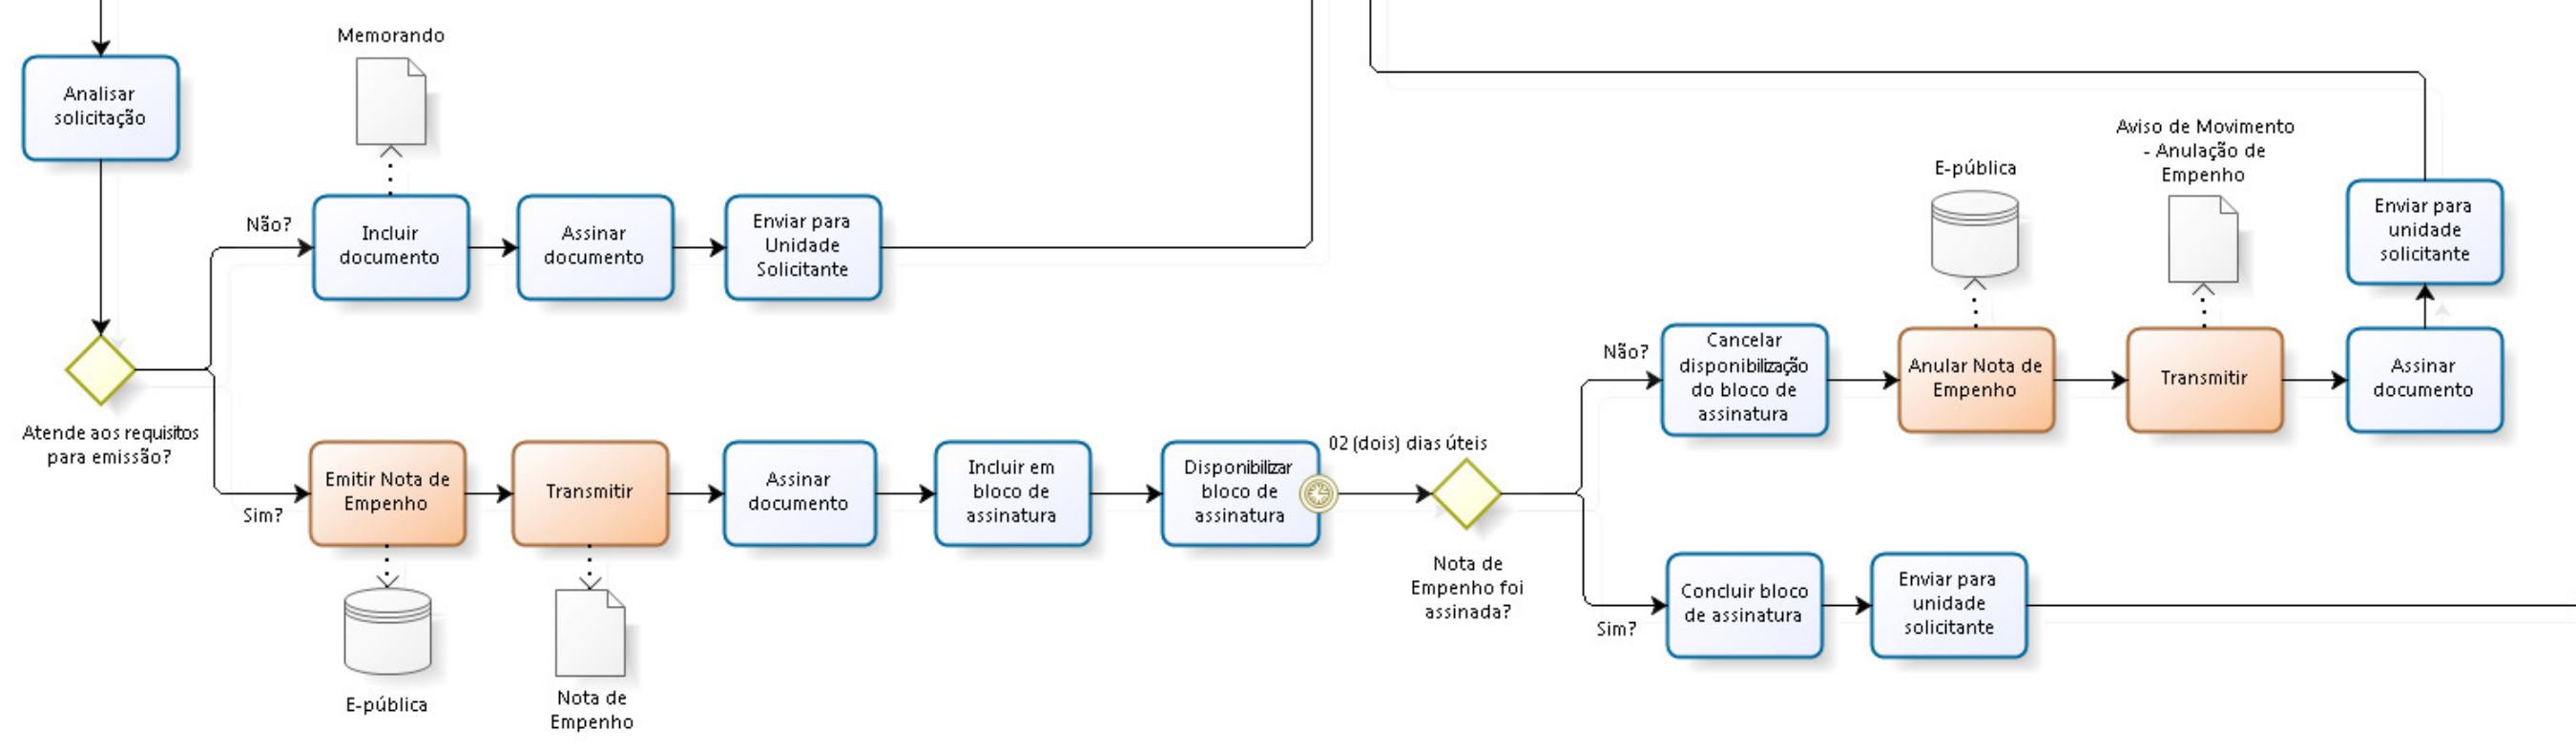 Analisar
solicitação
Memorando
Não?
Incluir
documento
Assinar
documento
Enviar para
Unidade
Solicitante
Atende aos requisitos
para emissão?
Sim?
Emitir Nota de
Empenho
Transmitir
Assinar
documento
Incluir em
bloco de
assinatura
Disponibilizar
bloco de
assinatura
02 (dois) dias úteis
E-pública
Nota de
Empenho
Nota de
Empenho foi
assinada?
Não?
Cancelar
disponibilização
do bloco de
assinatura
Anular Nota de
Empenho
E-pública
Transmitir
Aviso de Movimento
- Anulação de
Empenho
Assinar
documento
Enviar para
unidade
solicitante
Sim?
Concluir bloco
de assinatura
Enviar para
unidade
solicitante